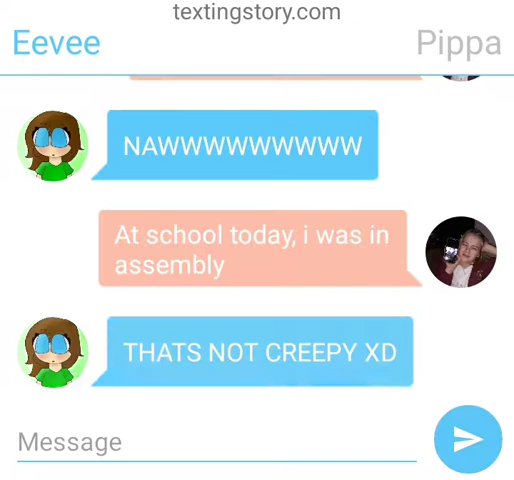 textingstory.com
Eevee
Pippa
NAWWWWWWWWW
At school today, i was in
assembly
THATS NOT CREEPY XD
Message